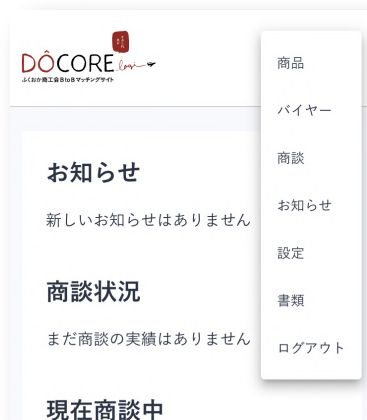 DÔCORE
ふくおか商工会BtoBマッチングサイト
商品
バイヤー
商談
お知らせ
設定
書類
ログアウト
お知らせ
新しいお知らせはありません
商談状況
まだ商談の実績はありません
現在商談中